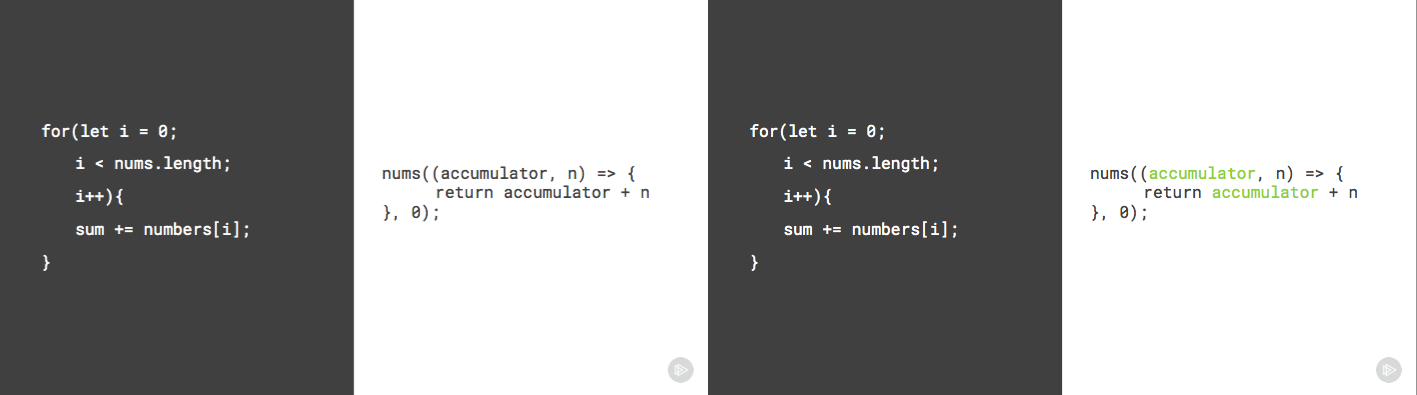 for(let i = 0;
i < nums.length;
i++){
sum += numbers[i];
}
nums((accumulator, n) => {
return accumulator + n
}, 0);
for(let i = 0;
i < nums.length;
i++){
sum += numbers[i];
}
nums((accumulator, n) => {
return accumulator + n
}, 0);